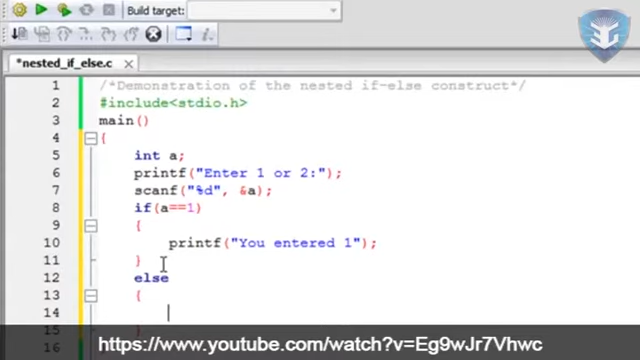 Build target:
*nested_if_else.c
1 /*Demonstration of the nested if-else construct*/
2 #include<stdio.h>
3 main()
4 {
5 int a;
6 printf("Enter 1 or 2:");
7 scanf("%d", &a);
8 if(a==1)
9 {
10 printf("You entered 1");
11 }
12 else
13 {
14
15 }
16
https://www.youtube.com/watch?v=Eg9wJr7Vhwc